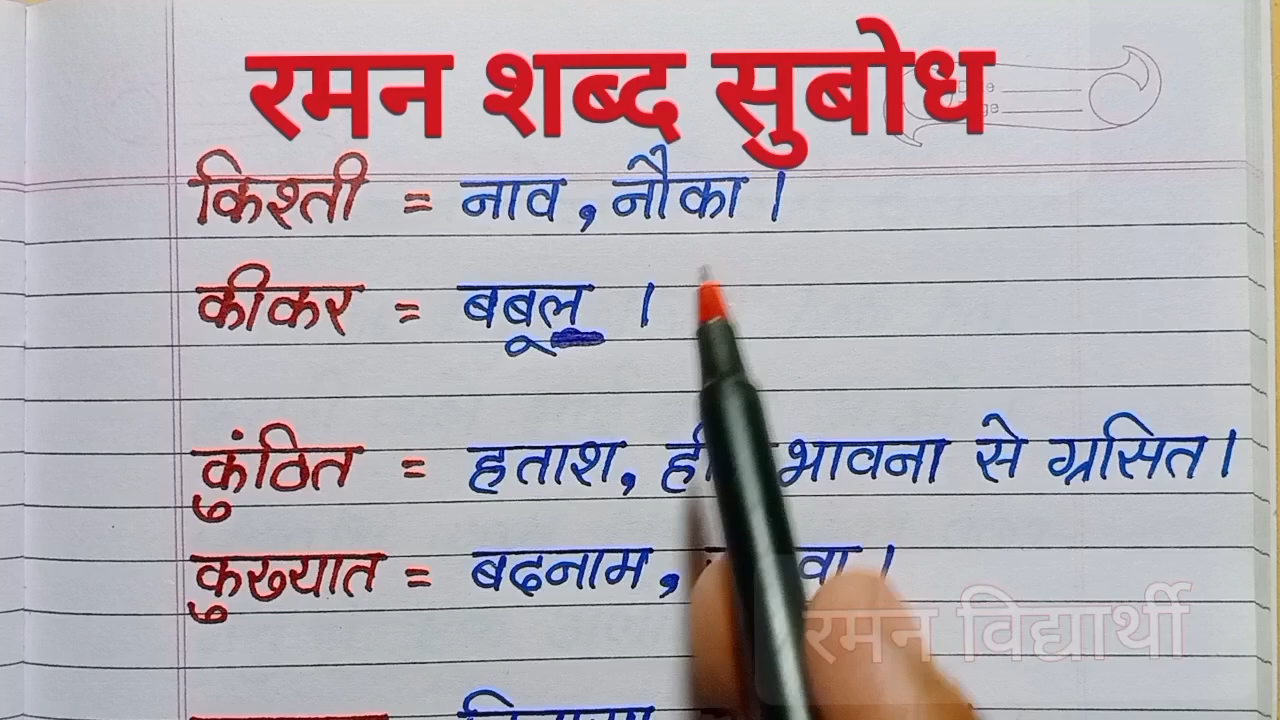 रमन शब्द सुबोध
किश्ती = नाव, नौका।
कीकर = बबूल ।
कुंठित = हताश, भावना से ग्रसित।
कुख्यात = बदनाम, ।
रमन विद्यार्थी